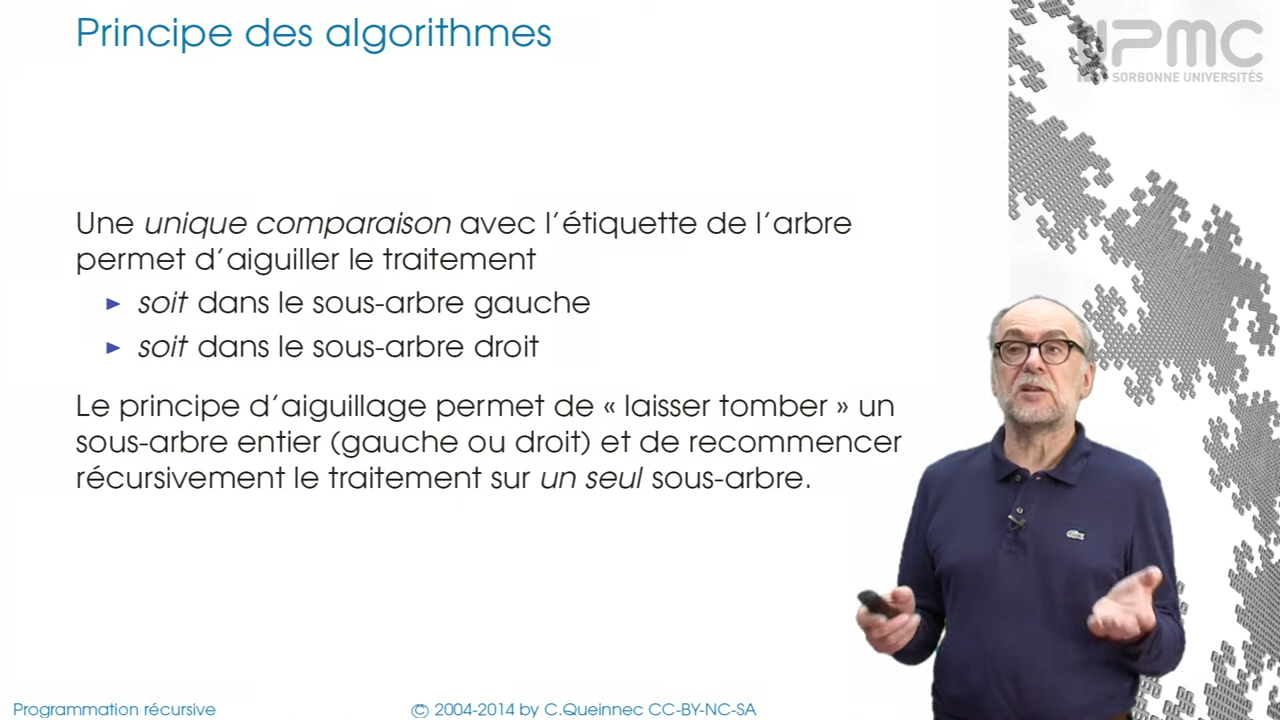 Principe des algorithmes
UPMC
SORBONNE UNIVERSITÉS
Une unique comparaison avec l'étiquette de l'arbre
permet d'aiguiller le traitement
► soit dans le sous-arbre gauche
► soit dans le sous-arbre droit
Le principe d'aiguillage permet de « laisser tomber » un
sous-arbre entier (gauche ou droit) et de recommencer
récursivement le traitement sur un seul sous-arbre.
Programmation récursive
© 2004-2014 by C.Queinnec CC-BY-NC-SA